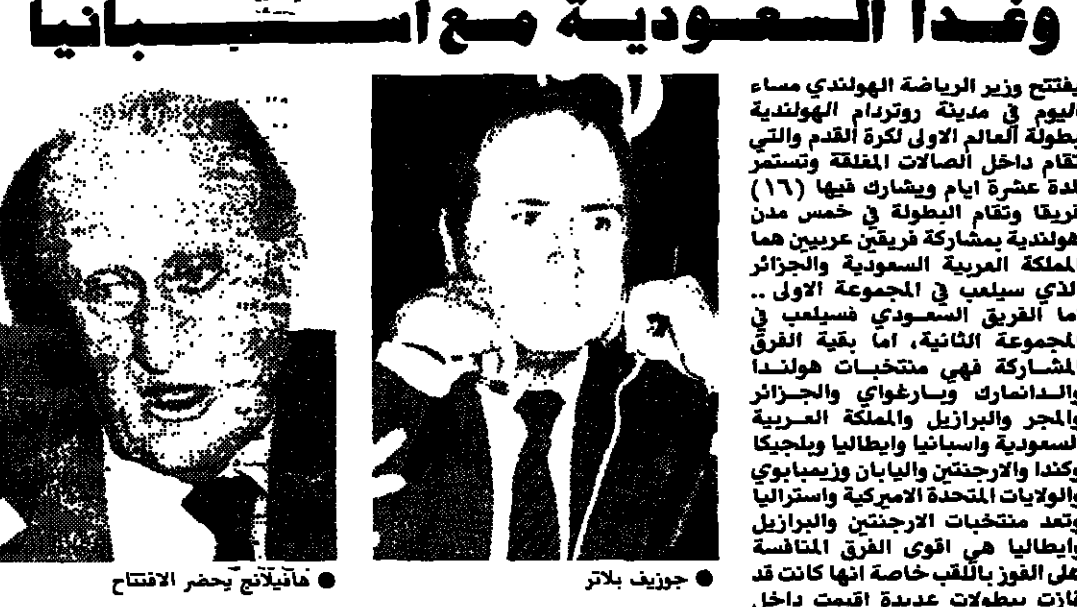 وغدا السعودية مع اسبانيا
يفتتح وزير الرياضة الهولندي مساء
اليوم في مدينة روتردام الهولندية
بطولة العالم الاولى لكرة القدم والتي
تقام داخل الصالات المغلقة وتستمر
لمدة عشرة ايام ويشارك فيها (١٦)
فريقا وتقام البطولة في خمس مدن
هولندية بمشاركة فريقين عربيين هما
المملكة العربية السعودية والجزائر
الذي سيلعب في المجموعة الاولى ..
اما الفريق السعودي فسيلعب في
المجموعة الثانية، اما بقية الفرق
المشاركة فهي منتخبات هولندا
والدانمارك وبارغواي والجزائر
والمجر والبرازيل والمملكة العربية
السعودية واسبانيا وايطاليا وبلجيكا
وكندا والارجنتين واليابان وزيمبابوي
والولايات المتحدة الاميركية واستراليا
وتعد منتخبات الارجنتين والبرازيل
وايطاليا هي اقوى الفرق المنافسة
على الفوز باللقب خاصة انها كانت قد
فازت ببطولات عديدة اقيمت داخل
● جوزيف بلاتر
● هافيلانج يحضر الافتتاح